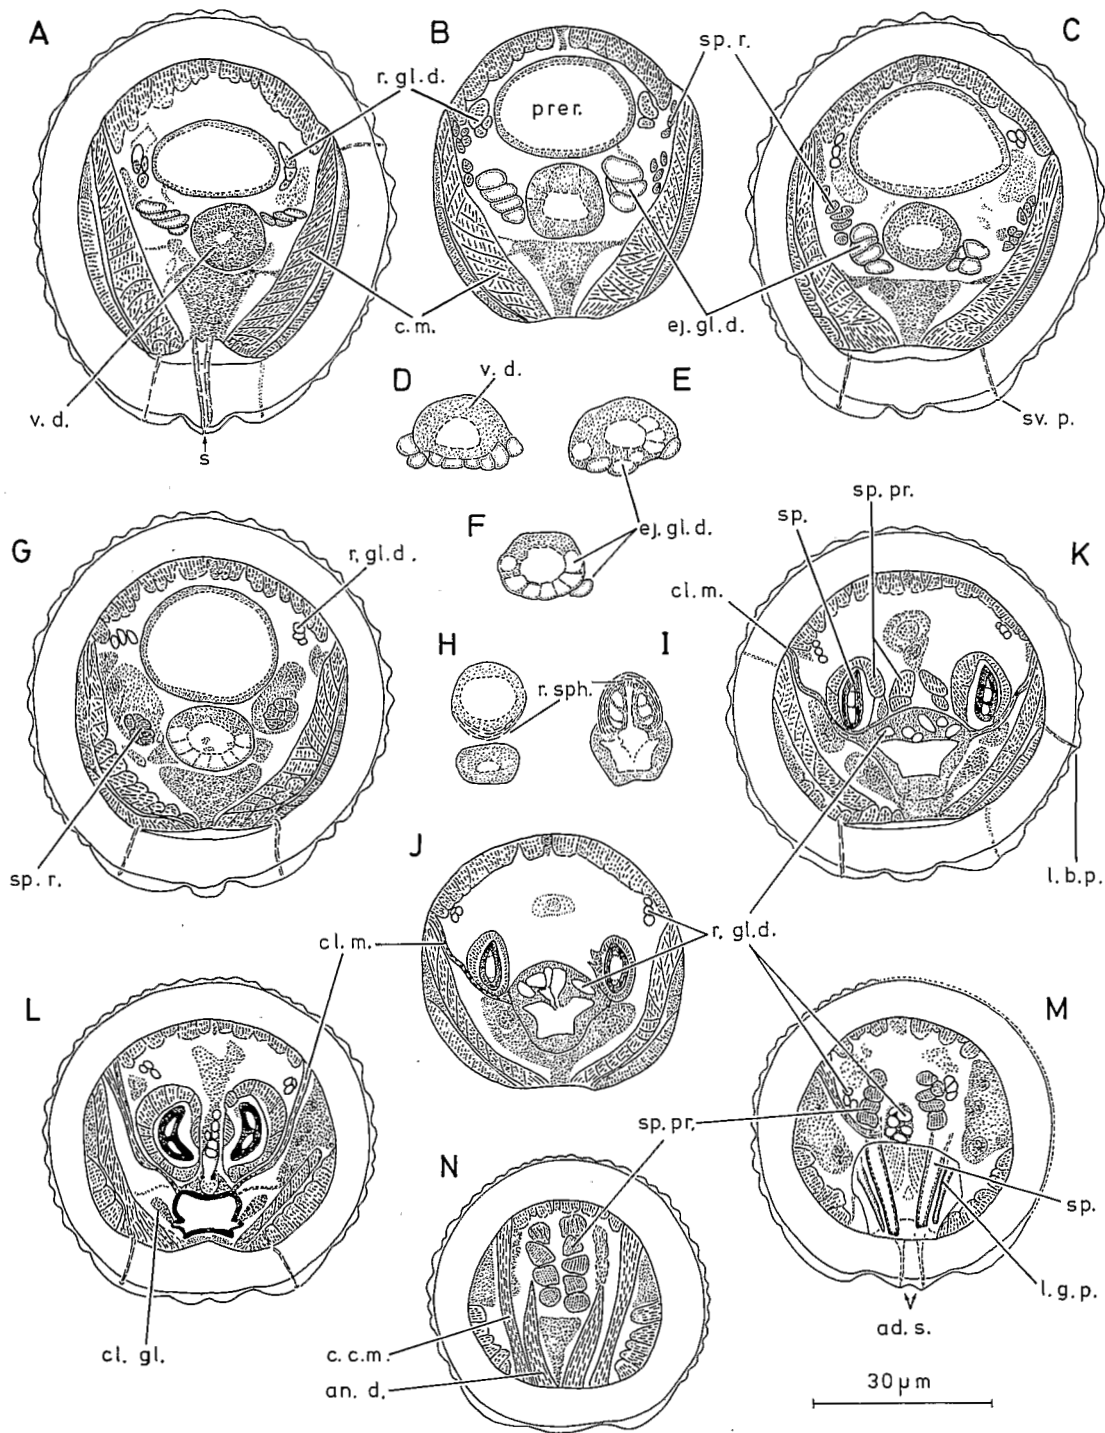 A
B
C
r. gl. d.
prer.
sp. r.
c. m.
ej. gl. d.
v. d.
s
sv. p.
D
v. d.
E
F
ej. gl. d.
sp. pr.
sp.
G
r. gl. d.
K
cl. m.
H
I
r. sph.
sp. r.
l. b. p.
J
cl. m.
r. gl. d.
L
M
sp. pr.
N
sp.
l. g. p.
cl. gl.
c. c. m.
an. d.
ad. s.
30 µm